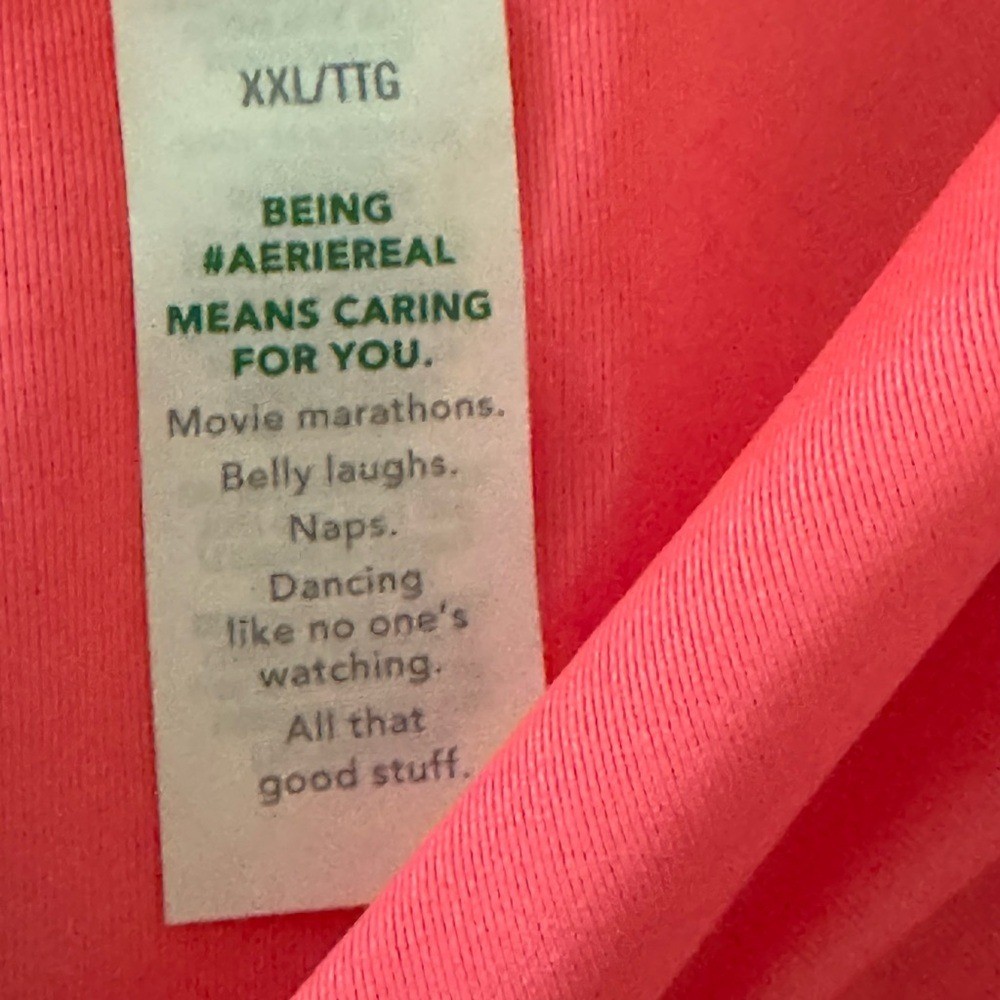 XXL/TTG
BEING
#AERIEREAL
MEANS CARING
FOR YOU.
Movie marathons.
Belly laughs.
Naps.
Dancing
like no one's
watching.
All that
good stuff.